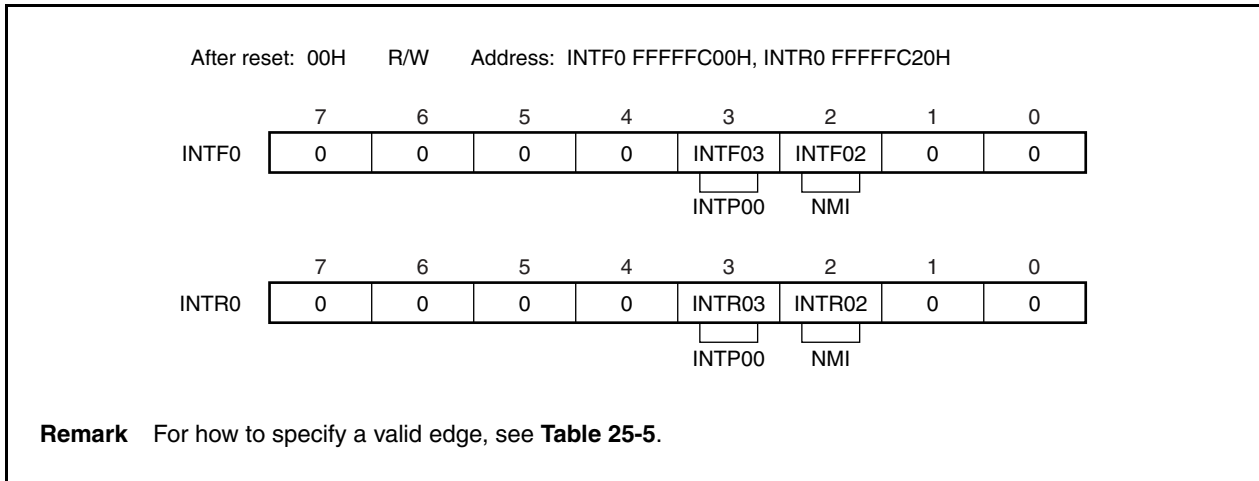 After reset: 00H R/W Address: INTF0 FFFFFC00H, INTR0 FFFFFC20H
7 6 5 4 3 2 1 0
INTF0 0 0 0 0 INTF03 INTF02 0 0
INTP00 NMI
7 6 5 4 3 2 1 0
INTR0 0 0 0 0 INTR03 INTR02 0 0
INTP00 NMI
Remark For how to specify a valid edge, see Table 25-5.